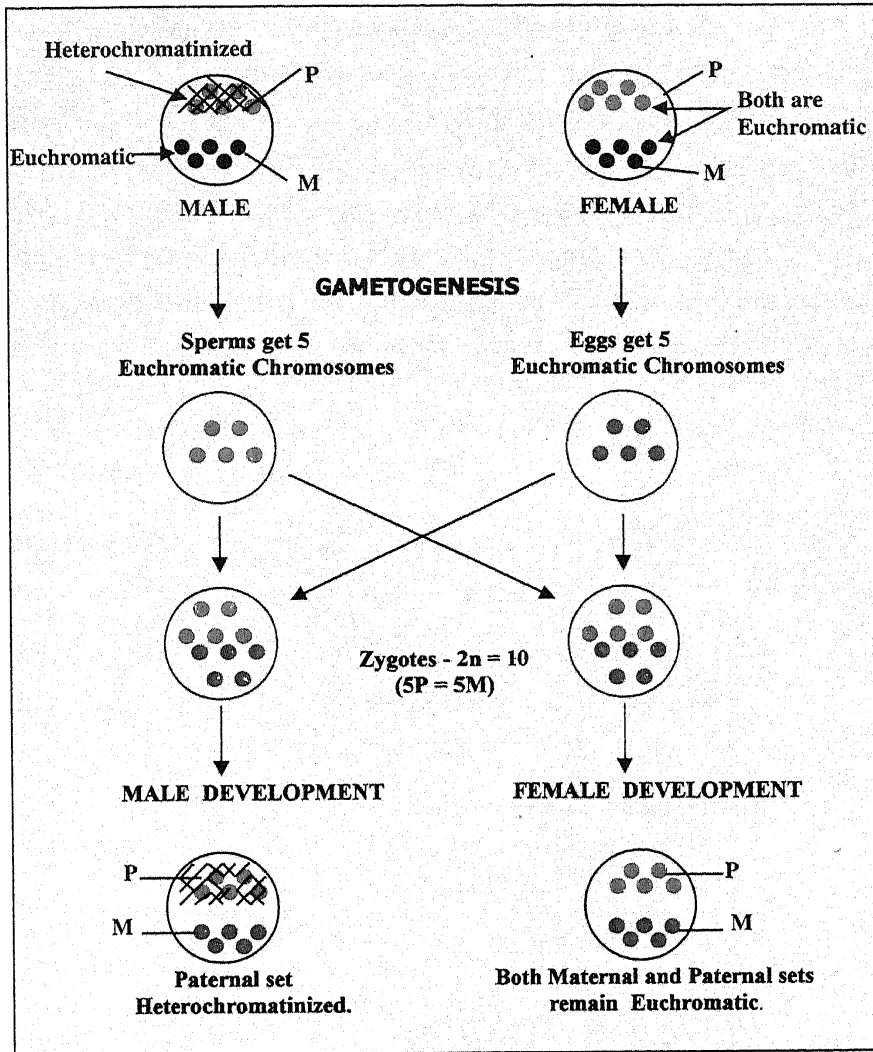 Heterochromatinized
P
Euchromatic
M
MALE
P
Both are
Euchromatic
M
FEMALE
GAMETOGENESIS
Sperms get 5
Euchromatic Chromosomes
Eggs get 5
Euchromatic Chromosomes
Zygotes - 2n = 10
(5P = 5M)
MALE DEVELOPMENT
FEMALE DEVELOPMENT
P
M
Paternal set
Heterochromatinized.
P
M
Both Maternal and Paternal sets
remain Euchromatic.